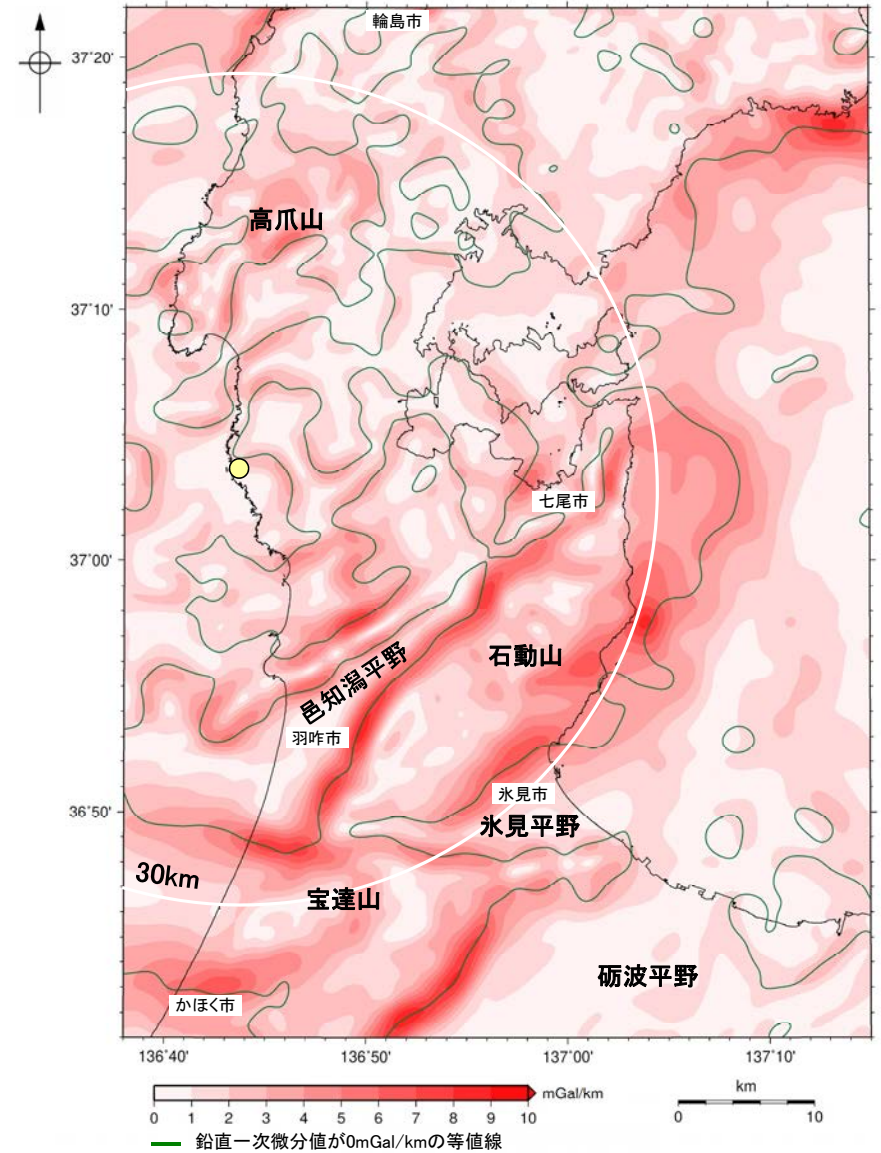 輪島市
37°20'
高爪山
37°10'
七尾市
37°00'
石動山
邑知潟平野
羽咋市
氷見市
36°50'
氷見平野
30km
宝達山
砺波平野
かほく市
136°40' 136°50' 137°00' 137°10'
mGal/km
0 1 2 3 4 5 6 7 8 9 10
km
0 10
鉛直一次微分値が0mGal/kmの等値線